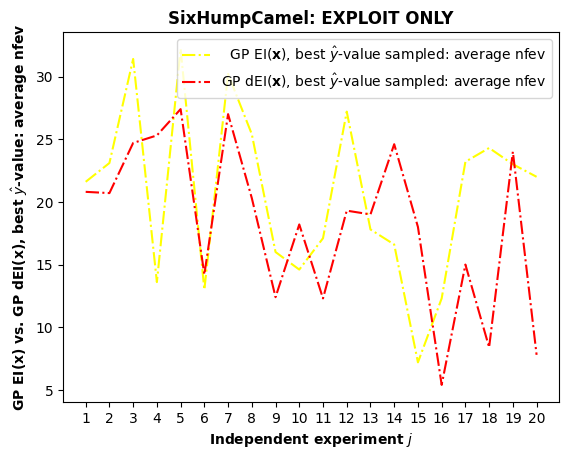 SixHumpCamel: EXPLOIT ONLY
GP EI(x), best ŷ-value sampled: average nfev
GP dEI(x), best ŷ-value sampled: average nfev
GP EI(x) vs. GP dEI(x), best ŷ-value: average nfev
30
25
20
15
10
5
1 2 3 4 5 6 7 8 9 10 11 12 13 14 15 16 17 18 19 20
Independent experiment j